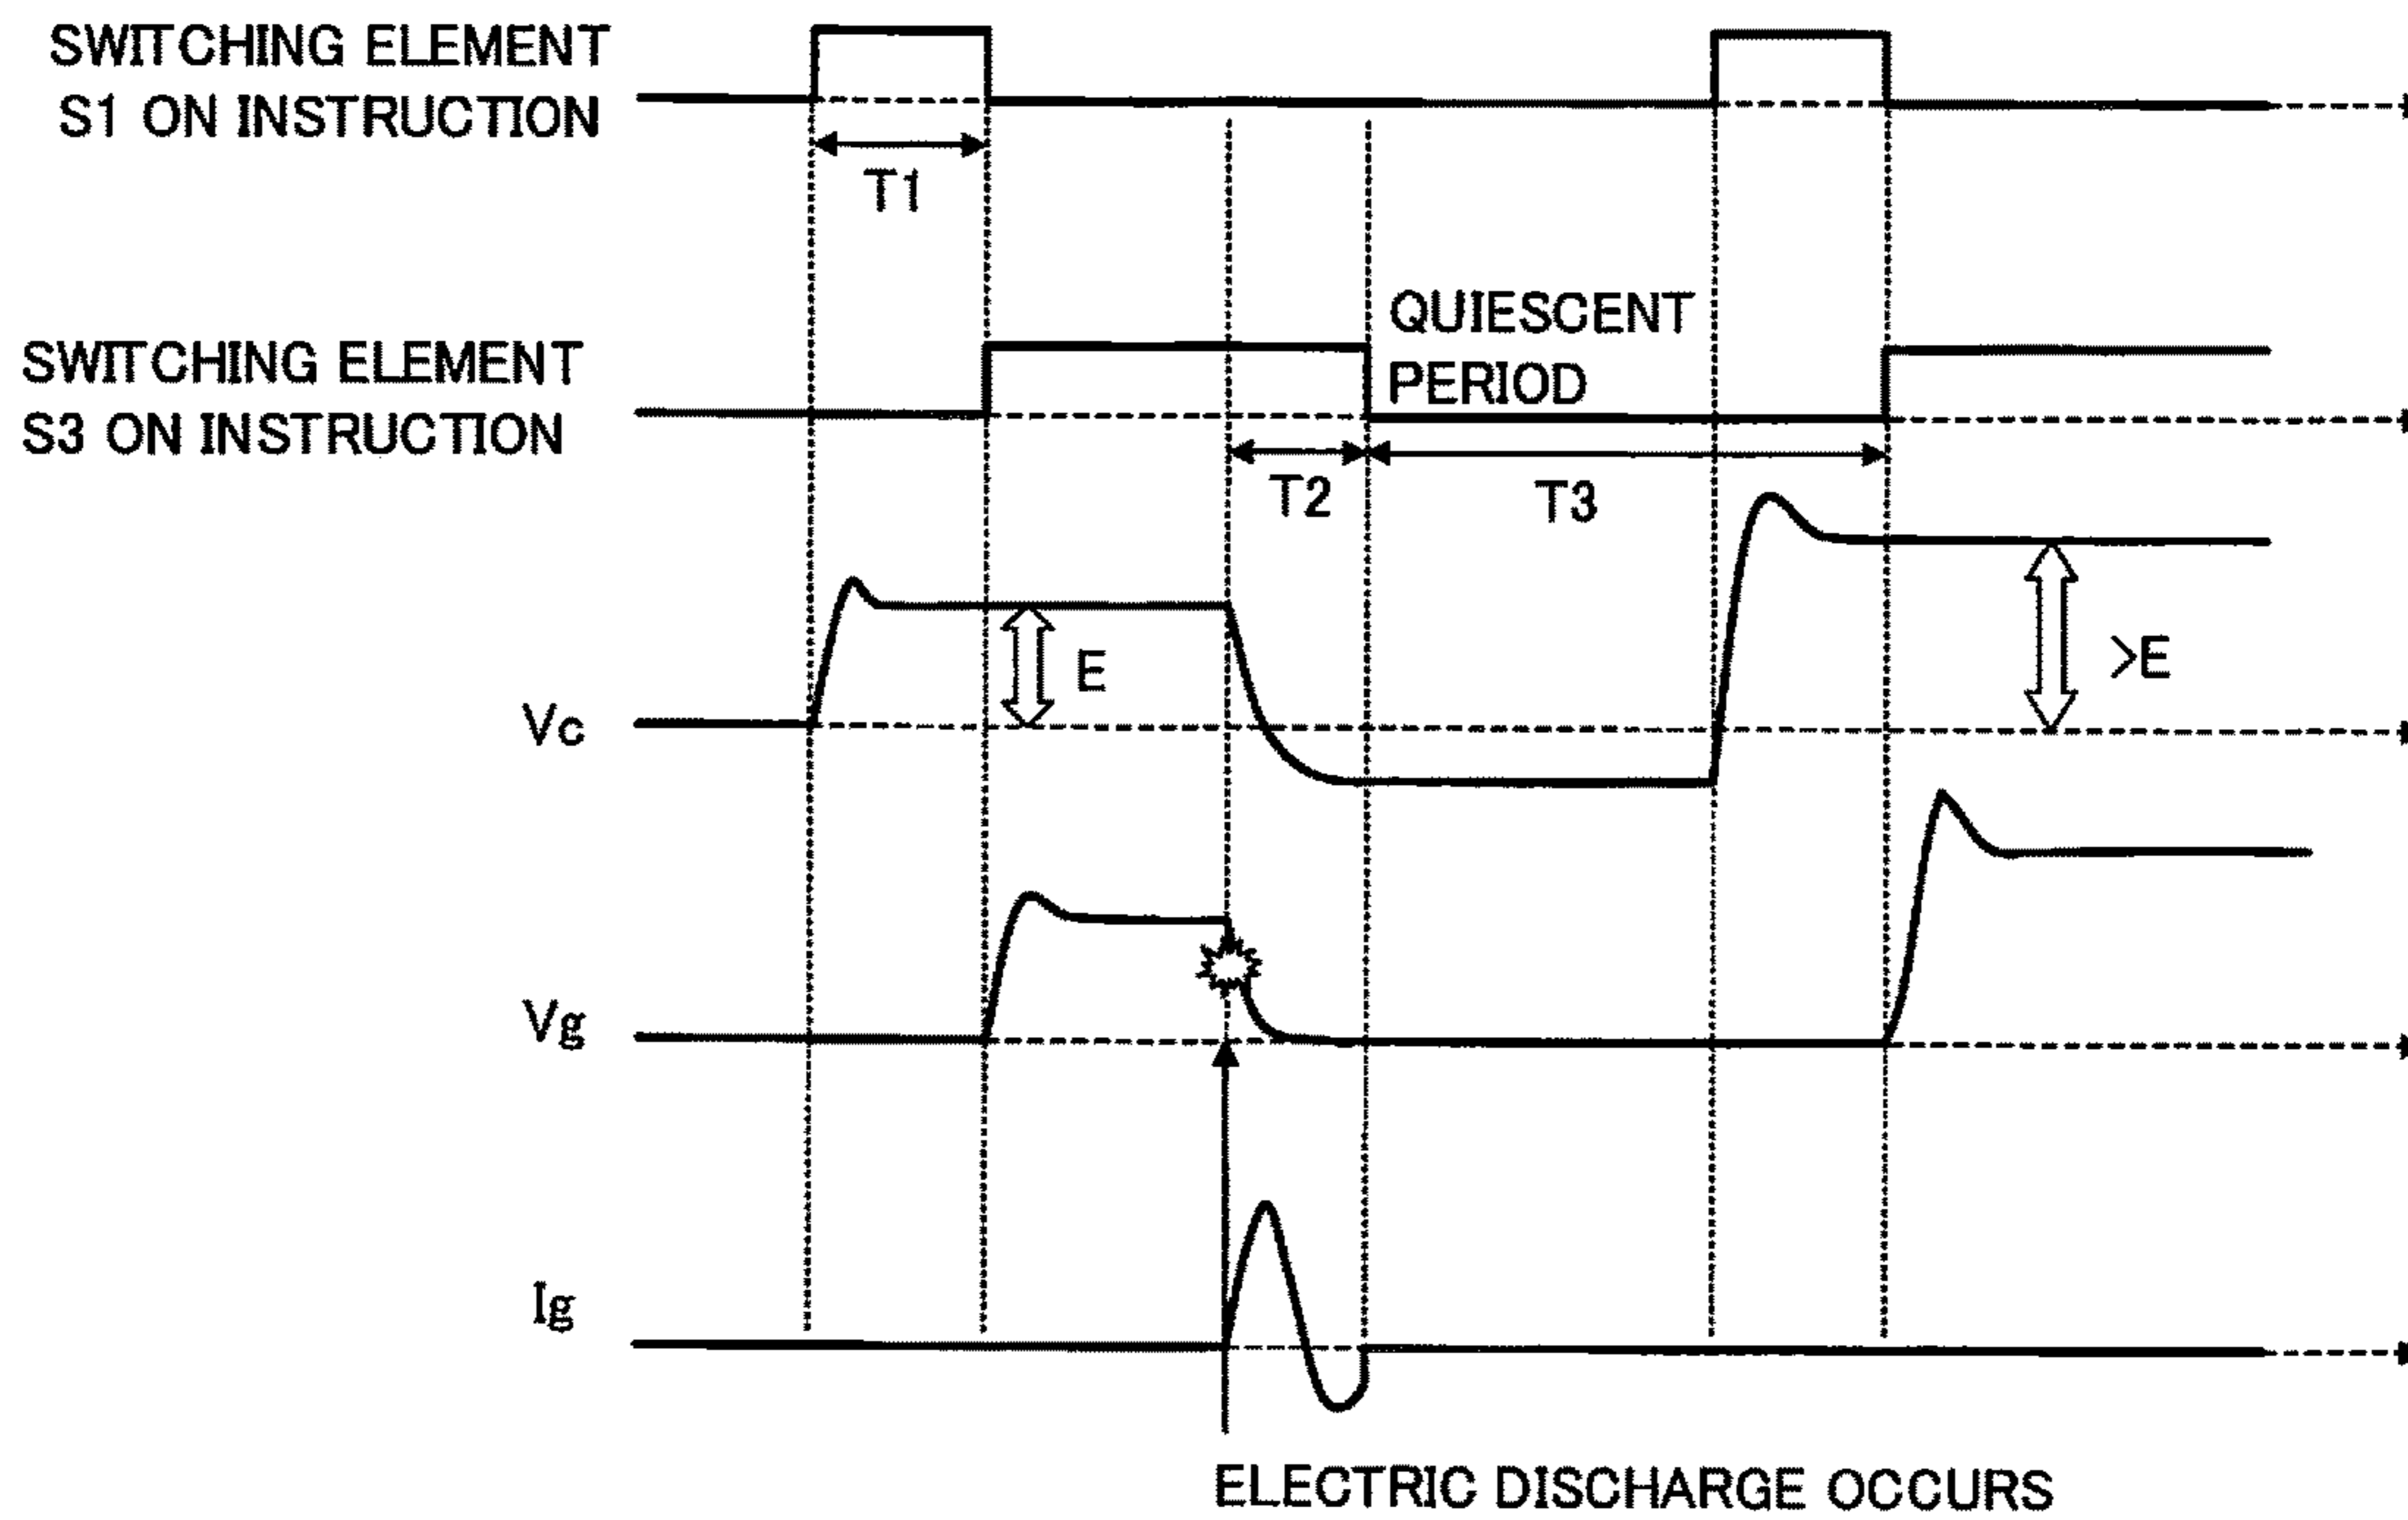 SWITCHING ELEMENT
S1 ON INSTRUCTION
T1
QUIESCENT
PERIOD
SWITCHING ELEMENT
S3 ON INSTRUCTION
T2
T3
E
>E
Vc
Vg
Ig
ELECTRIC DISCHARGE OCCURS